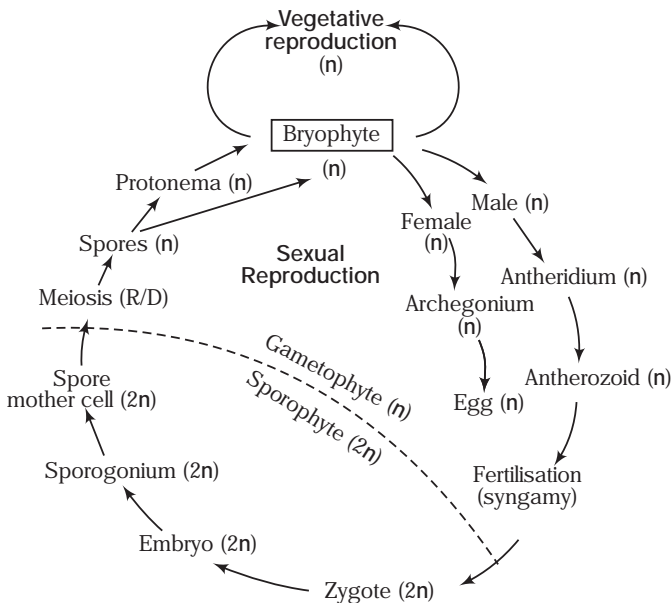 Vegetative
reproduction
(n)
Bryophyte
(n)
Protonema (n)
Spores (n)
Meiosis (R/D)
Spore
mother cell (2n)
Sporogonium (2n)
Embryo (2n)
Zygote (2n)
Sexual
Reproduction
Female
(n)
Archegonium
(n)
Egg (n)
Male (n)
Antheridium (n)
Antherozoid (n)
Fertilisation
(syngamy)
Gametophyte (n)
Sporophyte (2n)